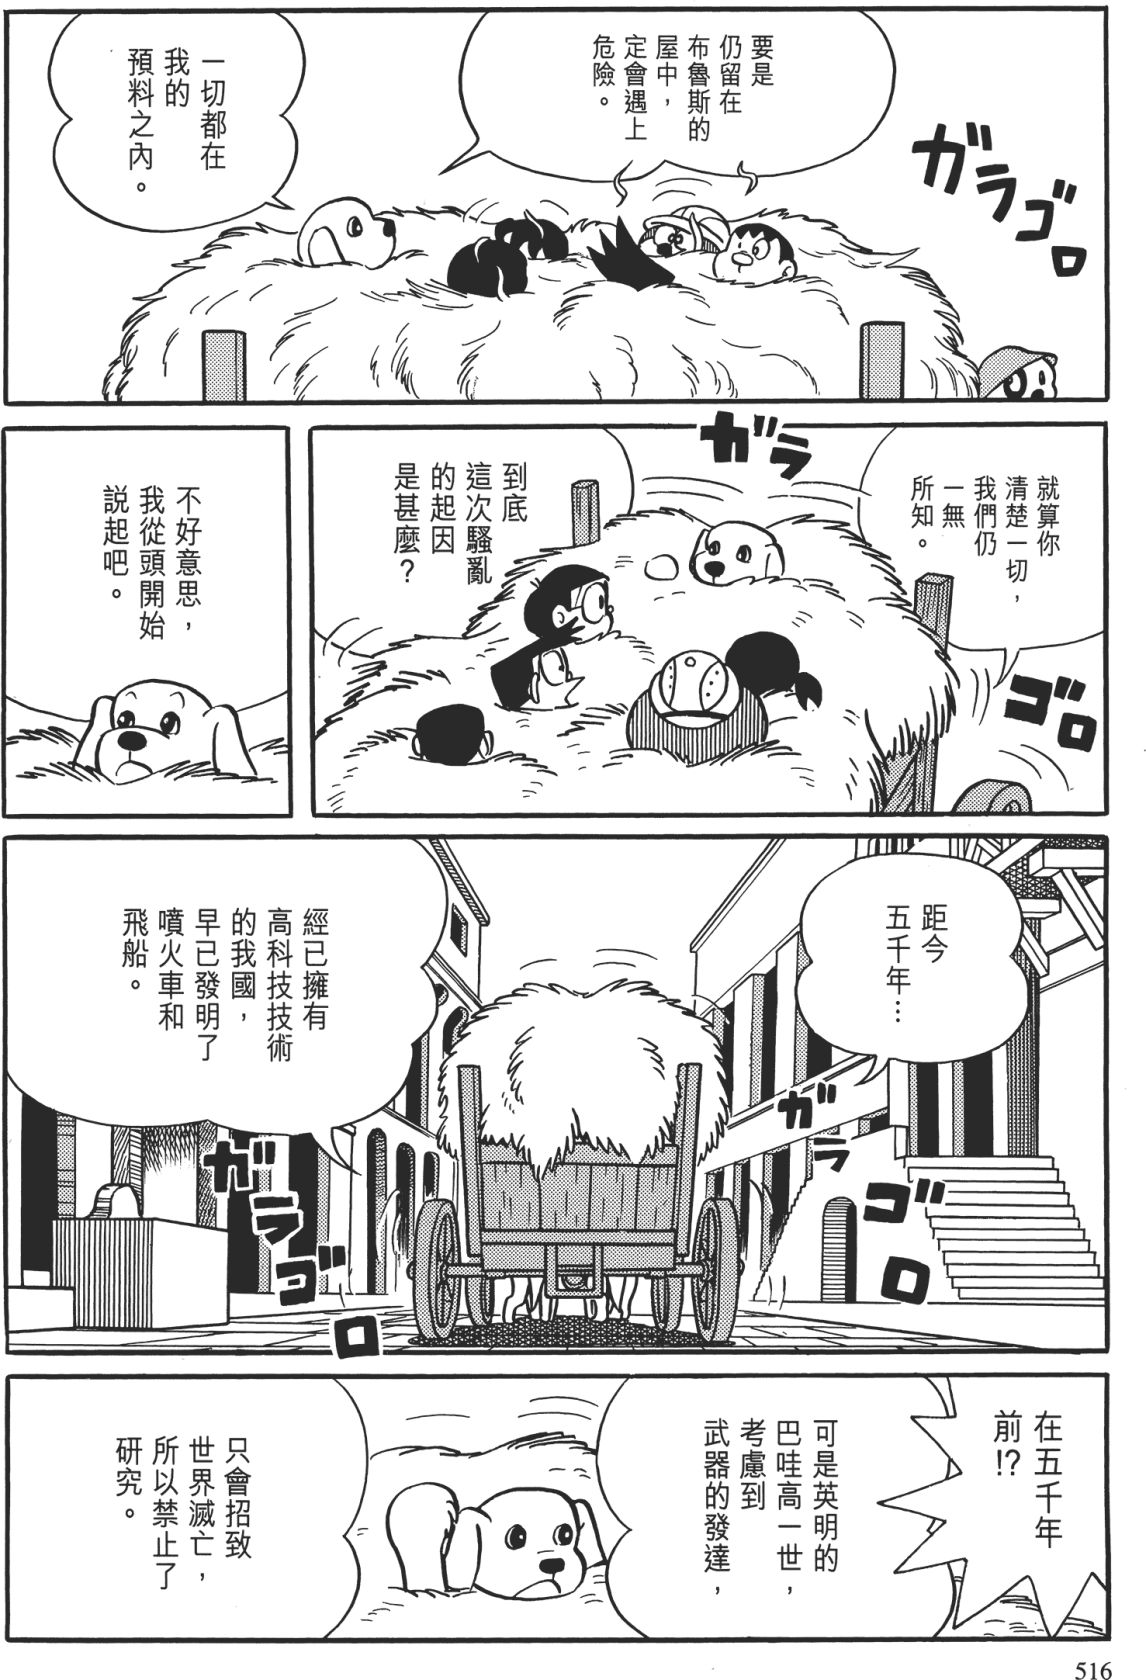 要是
仍留在
布魯斯的
屋中，
定會遇上
危險。
一切都在
我的
預料之內。
ガラゴロ
就算你
清楚一切，
我們仍
一無
所知。
ガラ
ゴロ
到底
這次騷亂
的起因
是甚麼？
不好意思，
我從頭開始
説起吧。
距今
五千年…
ガラ
ゴロ
經已擁有
高科技技術
的我國，
早已發明了
噴火車和
飛船。
ガラゴロ
在五千年
前!?
可是英明的
巴哇高一世，
考慮到
武器的發達，
只會招致
世界滅亡，
所以禁止了
研究。
516